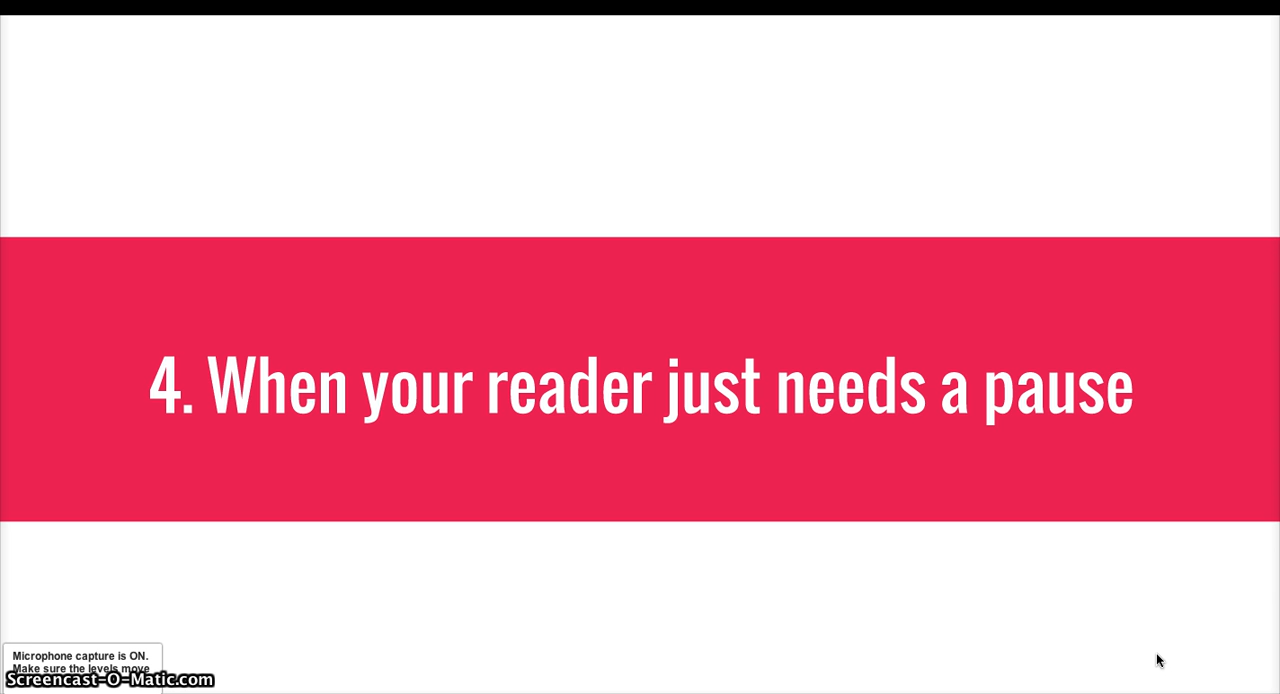 4. When your reader just needs a pause
Microphone capture is ON.
Make sure the levels move
Screencast-O-Matic.com